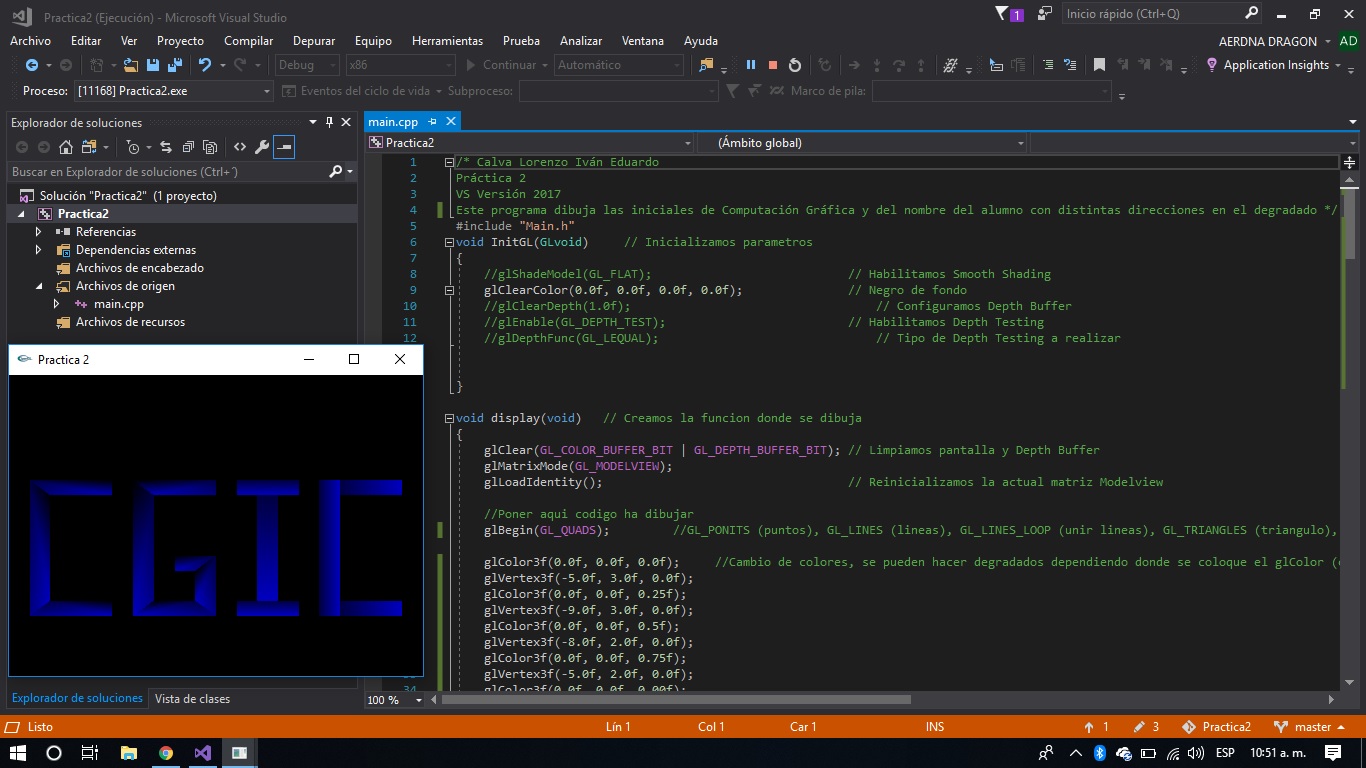 Practica2 (Ejecución) - Microsoft Visual Studio
1
Inicio rápido (Ctrl+Q)
Archivo Editar Ver Proyecto Compilar Depurar Equipo Herramientas Prueba Analizar Ventana Ayuda
AERDNA DRAGON AD
Debug x86 Continuar Automático Application Insights
Proceso: [11168] Practica2.exe Eventos del ciclo de vida Subproceso: Marco de pila:
Explorador de soluciones
Buscar en Explorador de soluciones (Ctrl+´)
Solución "Practica2" (1 proyecto)
Practica2
Referencias
Dependencias externas
Archivos de encabezado
Archivos de origen
main.cpp
Archivos de recursos
Practica 2
CGIC
Explorador de soluciones Vista de clases
main.cpp
Practica2 (Ámbito global)
1 /* Calva Lorenzo Iván Eduardo
2 Práctica 2
3 VS Versión 2017
4 Este programa dibuja las iniciales de Computación Gráfica y del nombre del alumno con distintas direcciones en el degradado */
5 #include "Main.h"
6 void InitGL(GLvoid) // Inicializamos parametros
7 {
8 //glShadeModel(GL_FLAT); // Habilitamos Smooth Shading
9 glClearColor(0.0f, 0.0f, 0.0f, 0.0f); // Negro de fondo
10 //glClearDepth(1.0f); // Configuramos Depth Buffer
11 //glEnable(GL_DEPTH_TEST); // Habilitamos Depth Testing
12 //glDepthFunc(GL_LEQUAL); // Tipo de Depth Testing a realizar
}
void display(void) // Creamos la funcion donde se dibuja
{
glClear(GL_COLOR_BUFFER_BIT | GL_DEPTH_BUFFER_BIT); // Limpiamos pantalla y Depth Buffer
glMatrixMode(GL_MODELVIEW);
glLoadIdentity(); // Reinicializamos la actual matriz Modelview
//Poner aqui codigo ha dibujar
glBegin(GL_QUADS); //GL_PONITS (puntos), GL_LINES (lineas), GL_LINES_LOOP (unir lineas), GL_TRIANGLES (triangulo),
glColor3f(0.0f, 0.0f, 0.0f); //Cambio de colores, se pueden hacer degradados dependiendo donde se coloque el glColor (
glVertex3f(-5.0f, 3.0f, 0.0f);
glColor3f(0.0f, 0.0f, 0.25f);
glVertex3f(-9.0f, 3.0f, 0.0f);
glColor3f(0.0f, 0.0f, 0.5f);
glVertex3f(-8.0f, 2.0f, 0.0f);
glColor3f(0.0f, 0.0f, 0.75f);
glVertex3f(-5.0f, 2.0f, 0.0f);
34 glColor3f(0.0f, 0.0f, 0.00f);
100 %
Listo Lín 1 Col 1 Car 1 INS 1 3 Practica2 master
ESP 10:51 a. m.